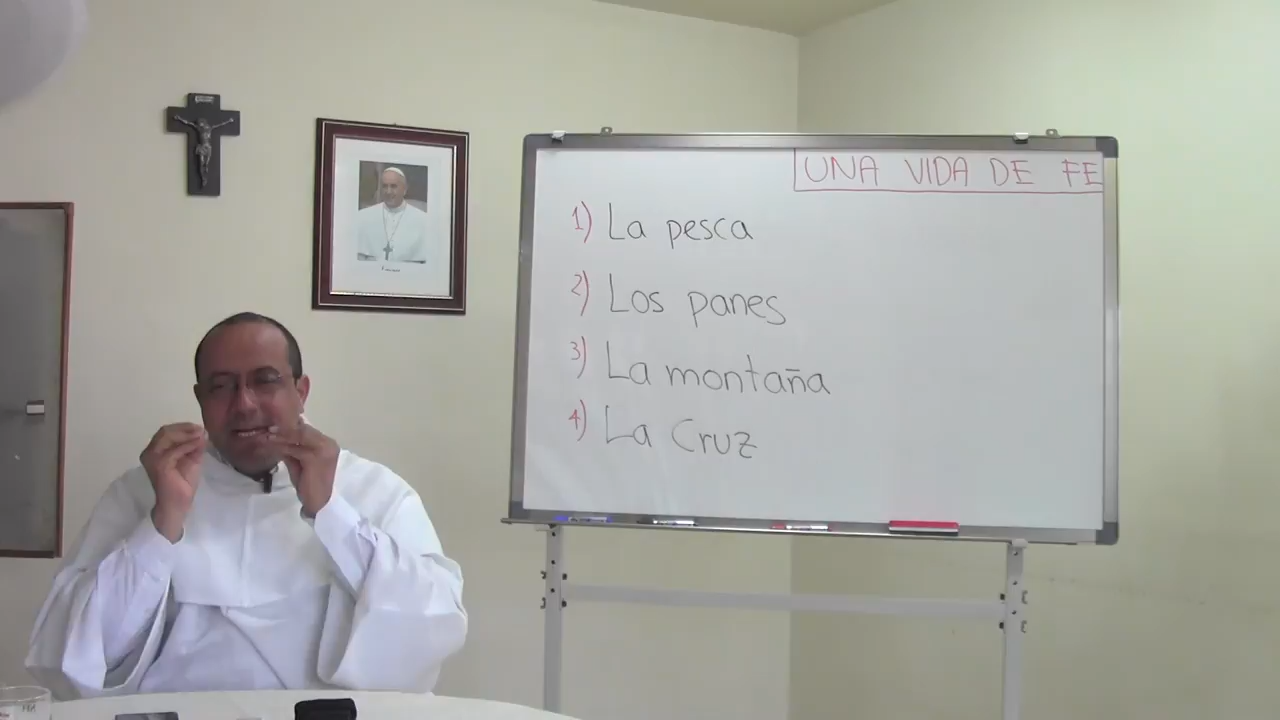 UNA VIDA DE FE
1) La pesca
2) Los panes
3) La montaña
4) La Cruz